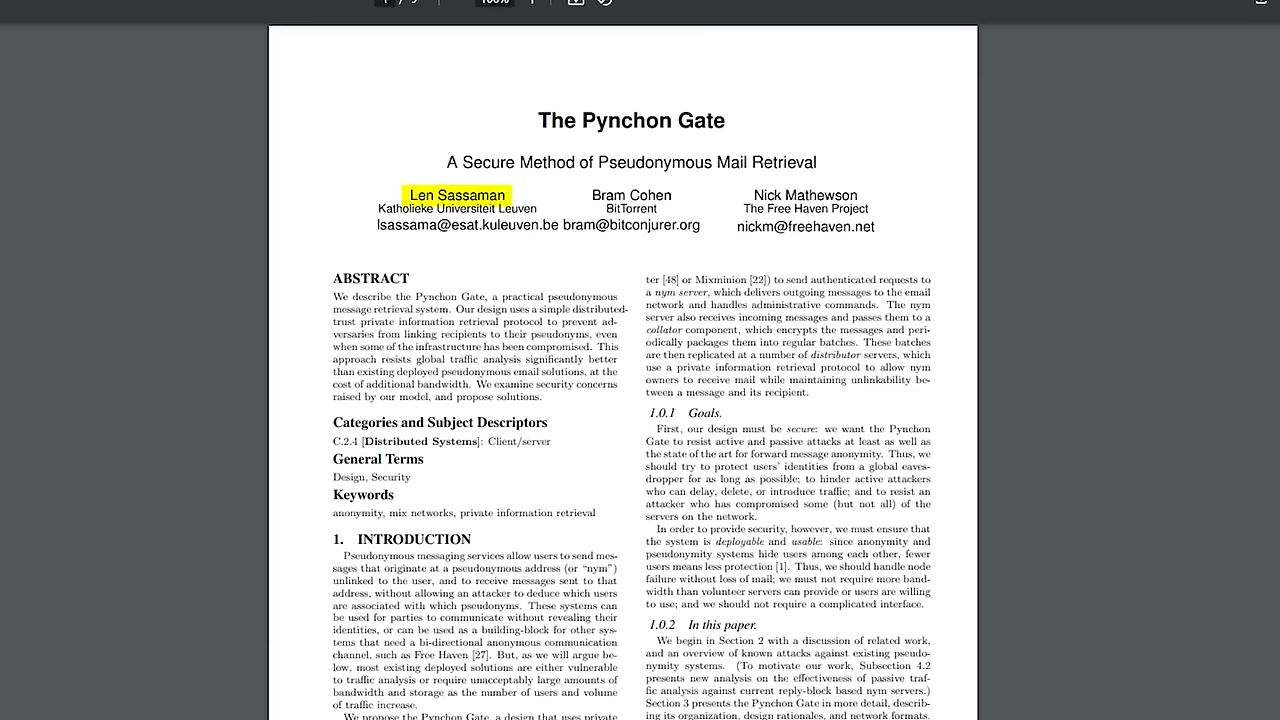 The Pynchon Gate
A Secure Method of Pseudonymous Mail Retrieval
Len Sassaman
Katholieke Universiteit Leuven
lsassama@esat.kuleuven.be
Bram Cohen
BitTorrent
bram@bitconjurer.org
Nick Mathewson
The Free Haven Project
nickm@freehaven.net
ABSTRACT
We describe the Pynchon Gate, a practical pseudonymous
message retrieval system. Our design uses a simple distributed-
trust private information retrieval protocol to prevent ad-
versaries from linking recipients to their pseudonyms, even
when some of the infrastructure has been compromised. This
approach resists global traffic analysis significantly better
than existing deployed pseudonymous email solutions, at the
cost of additional bandwidth. We examine security concerns
raised by our model, and propose solutions.
Categories and Subject Descriptors
C.2.4 [Distributed Systems]: Client/server
General Terms
Design, Security
Keywords
anonymity, mix networks, private information retrieval
1. INTRODUCTION
Pseudonymous messaging services allow users to send mes-
sages that originate at a pseudonymous address (or “nym”)
unlinked to the user, and to receive messages sent to that
address, without allowing an attacker to deduce which users
are associated with which pseudonyms. These systems can
be used for parties to communicate without revealing their
identities, or can be used as a building-block for other sys-
tems that need a bi-directional anonymous communication
channel, such as Free Haven [27]. But, as we will argue be-
low, most existing deployed solutions are either vulnerable
to traffic analysis or require unacceptably large amounts of
bandwidth and storage as the number of users and volume
of traffic increase.
We propose the Pynchon Gate, a design that uses private
ter [48] or Mixminion [22]) to send authenticated requests to
a nym server, which delivers outgoing messages to the email
network and handles administrative commands. The nym
server also receives incoming messages and passes them to a
collator component, which encrypts the messages and peri-
odically packages them into regular batches. These batches
are then replicated at a number of distributor servers, which
use a private information retrieval protocol to allow nym
owners to receive mail while maintaining unlinkability be-
tween a message and its recipient.
1.0.1 Goals.
First, our design must be secure: we want the Pynchon
Gate to resist active and passive attacks at least as well as
the state of the art for forward message anonymity. Thus, we
should try to protect users’ identities from a global eaves-
dropper for as long as possible; to hinder active attackers
who can delay, delete, or introduce traffic; and to resist an
attacker who has compromised some (but not all) of the
servers on the network.
In order to provide security, however, we must ensure that
the system is deployable and usable: since anonymity and
pseudonymity systems hide users among each other, fewer
users means less protection [1]. Thus, we should handle node
failure without loss of mail; we must not require more band-
width than volunteer servers can provide or users are willing
to use; and we should not require a complicated interface.
1.0.2 In this paper.
We begin in Section 2 with a discussion of related work,
and an overview of known attacks against existing pseudo-
nymity systems. (To motivate our work, Subsection 4.2
presents new analysis on the effectiveness of passive traf-
fic analysis against current reply-block based nym servers.)
Section 3 presents the Pynchon Gate in more detail, describ-
ing its organization, design rationales, and network formats.